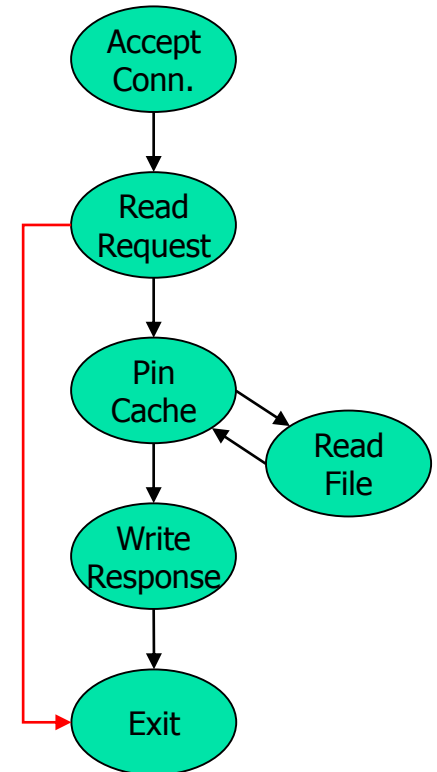 Accept
Conn.
Read
Request
Pin
Cache
Read
File
Write
Response
Exit